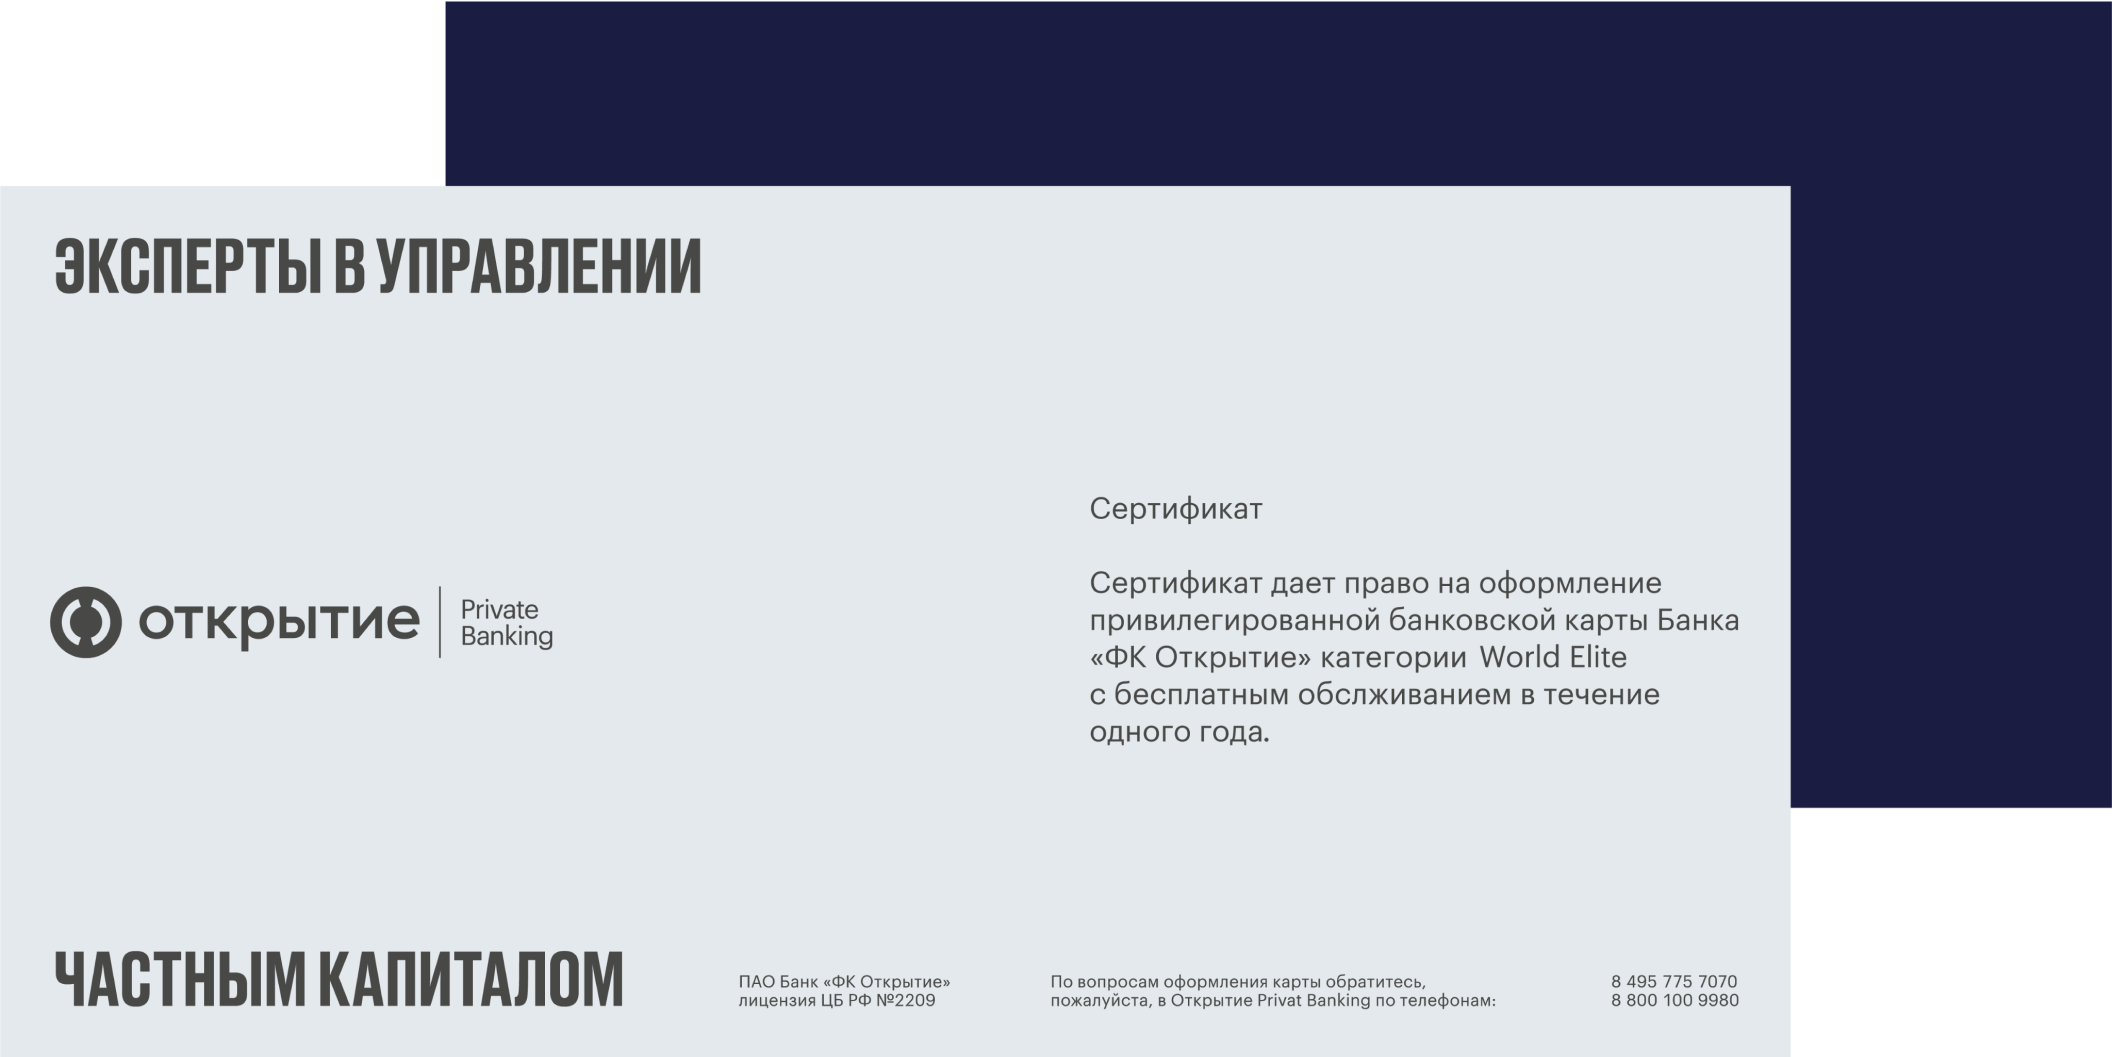 ЭКСПЕРТЫ В УПРАВЛЕНИИ
Сертификат
Сертификат дает право на оформление
привилегированной банковской карты Банка
«ФК Открытие» категории World Elite
с бесплатным обслживанием в течение
одного года.
открытие
Private
Banking
ЧАСТНЫМ КАПИТАЛОМ
ПАО Банк «ФК Открытие»
лицензия ЦБ РФ №2209
По вопросам оформления карты обратитесь,
пожалуйста, в Открытие Privat Banking по телефонам:
8 495 775 7070
8 800 100 9980